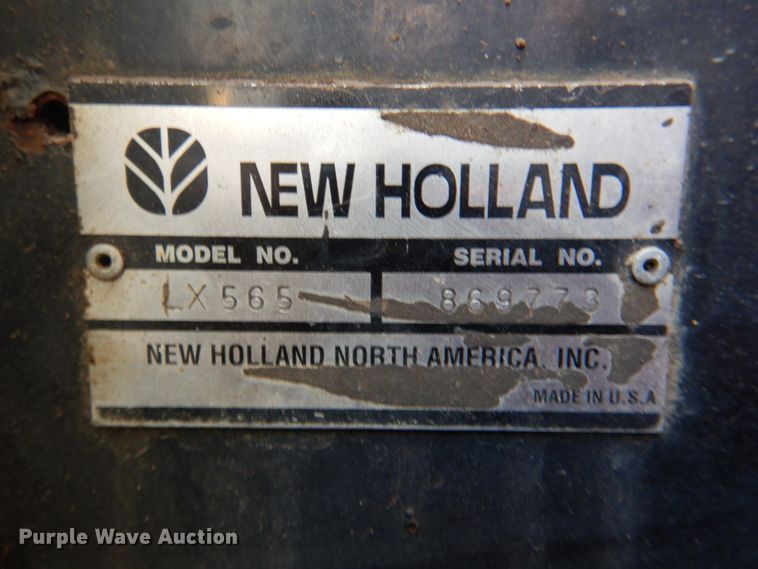 NEW HOLLAND
MODEL NO. SERIAL NO.
LX565 869773
NEW HOLLAND NORTH AMERICA, INC.
MADE IN U.S.A
Purple Wave Auction